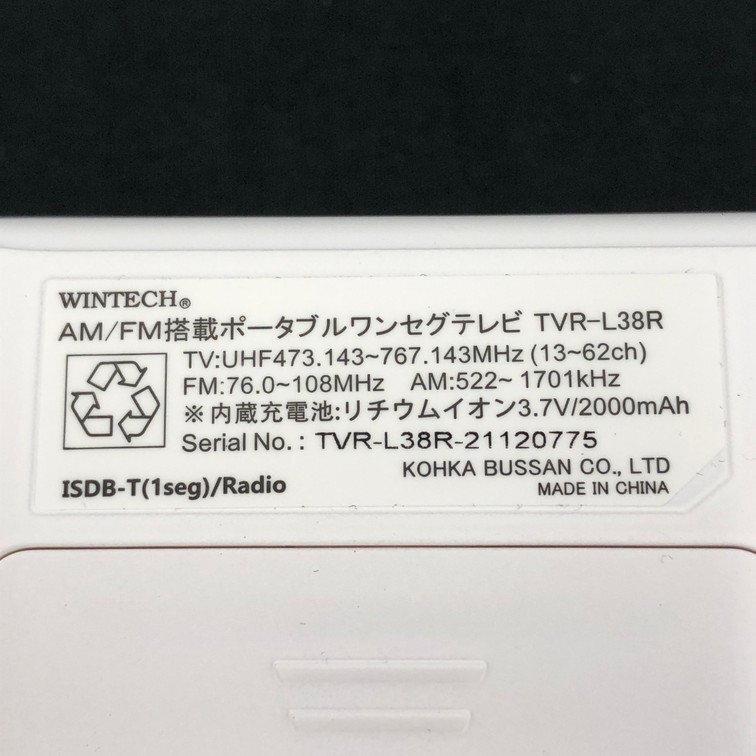 WINTECH®
AM/FM搭載ポータブルワンセグテレビ TVR-L38R
TV:UHF473.143~767.143MHz (13~62ch)
FM:76.0~108MHz AM:522~ 1701kHz
※内蔵充電池:リチウムイオン3.7V/2000mAh
Serial No. : TVR-L38R-21120775
KOHKA BUSSAN CO., LTD
ISDB-T(1seg)/Radio
MADE IN CHINA